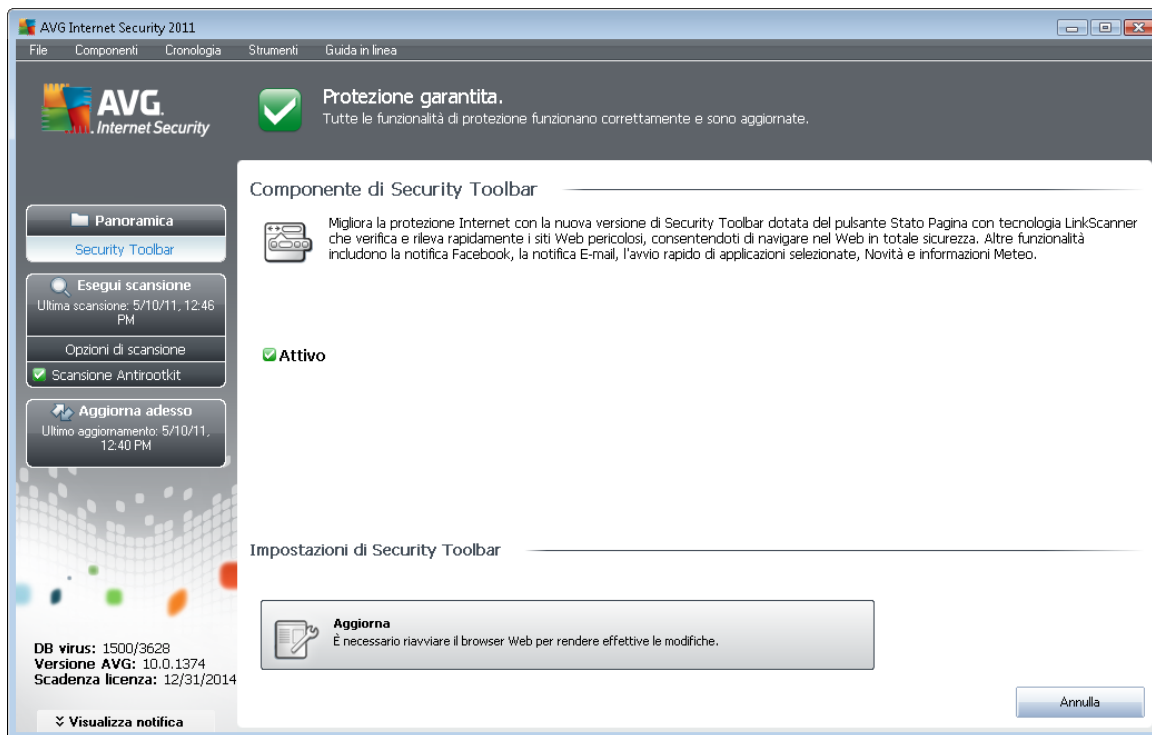 AVG Internet Security 2011
File Componenti Cronologia Strumenti Guida in linea
AVG.
Internet Security
Protezione garantita.
Tutte le funzionalità di protezione funzionano correttamente e sono aggiornate.
Panoramica
Security Toolbar
Esegui scansione
Ultima scansione: 5/10/11, 12:46
PM
Opzioni di scansione
Scansione Antirootkit
Aggiorna adesso
Ultimo aggiornamento: 5/10/11,
12:40 PM
DB virus: 1500/3628
Versione AVG: 10.0.1374
Scadenza licenza: 12/31/2014
Visualizza notifica
Componente di Security Toolbar
Migliora la protezione Internet con la nuova versione di Security Toolbar dotata del pulsante Stato Pagina con tecnologia LinkScanner
che verifica e rileva rapidamente i siti Web pericolosi, consentendoti di navigare nel Web in totale sicurezza. Altre funzionalità
includono la notifica Facebook, la notifica E-mail, l'avvio rapido di applicazioni selezionate, Novità e informazioni Meteo.
Attivo
Impostazioni di Security Toolbar
Aggiorna
È necessario riavviare il browser Web per rendere effettive le modifiche.
Annulla